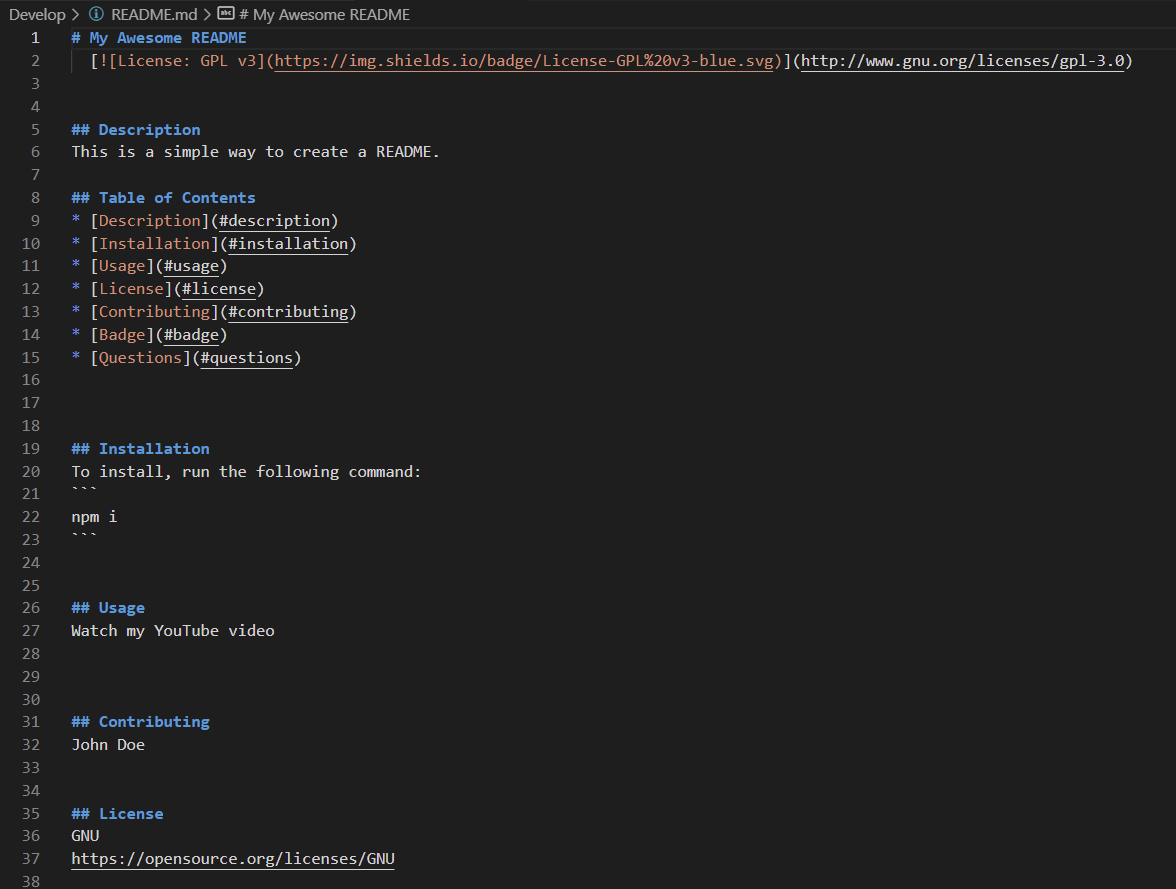 Develop > README.md > # My Awesome README
1 # My Awesome README
2 [![License: GPL v3](https://img.shields.io/badge/License-GPL%20v3-blue.svg)](http://www.gnu.org/licenses/gpl-3.0)
3
4
5 ## Description
6 This is a simple way to create a README.
7
8 ## Table of Contents
9 * [Description](#description)
10 * [Installation](#installation)
11 * [Usage](#usage)
12 * [License](#license)
13 * [Contributing](#contributing)
14 * [Badge](#badge)
15 * [Questions](#questions)
16
17
18
19 ## Installation
20 To install, run the following command:
21 ```
22 npm i
23 ```
24
25
26 ## Usage
27 Watch my YouTube video
28
29
30
31 ## Contributing
32 John Doe
33
34
35 ## License
36 GNU
37 https://opensource.org/licenses/GNU
38